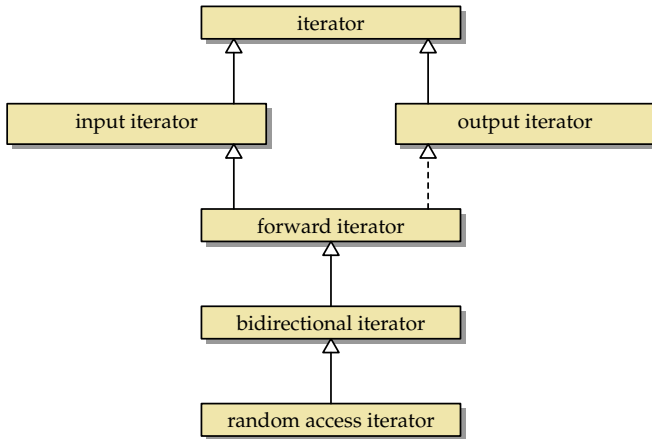 iterator
input iterator
output iterator
forward iterator
bidirectional iterator
random access iterator